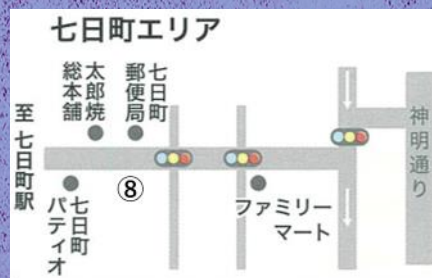 七日町エリア
七日町
郵便局
太郎焼
総本舗
至 七日町駅
神明通り
七日町
パティオ
⑧
ファミリー
マート